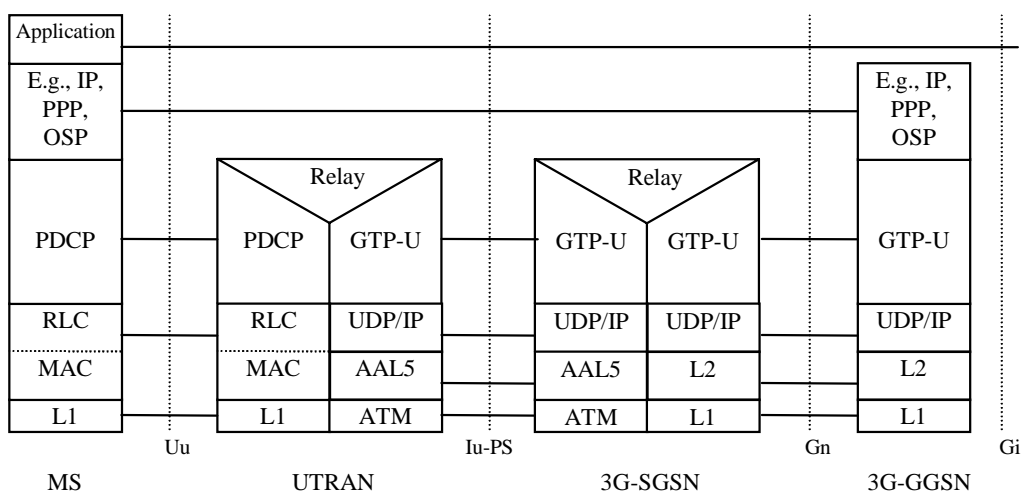 Application
E.g., IP,
PPP,
OSP
E.g., IP,
PPP,
OSP
Relay
Relay
PDCP
PDCP
GTP-U
GTP-U
GTP-U
GTP-U
RLC
RLC
UDP/IP
UDP/IP
UDP/IP
UDP/IP
MAC
MAC
AAL5
AAL5
L2
L2
L1
L1
ATM
ATM
L1
L1
Uu
Iu-PS
Gn
Gi
MS
UTRAN
3G-SGSN
3G-GGSN